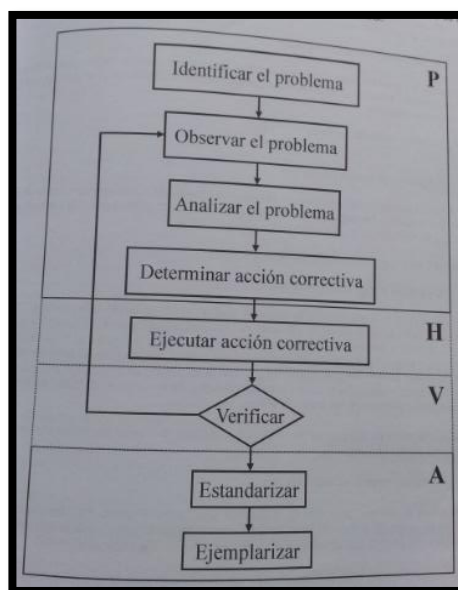 Identificar el problema
P
Observar el problema
Analizar el problema
Determinar acción correctiva
Ejecutar acción correctiva
H
Verificar
V
Estandarizar
A
Ejemplarizar